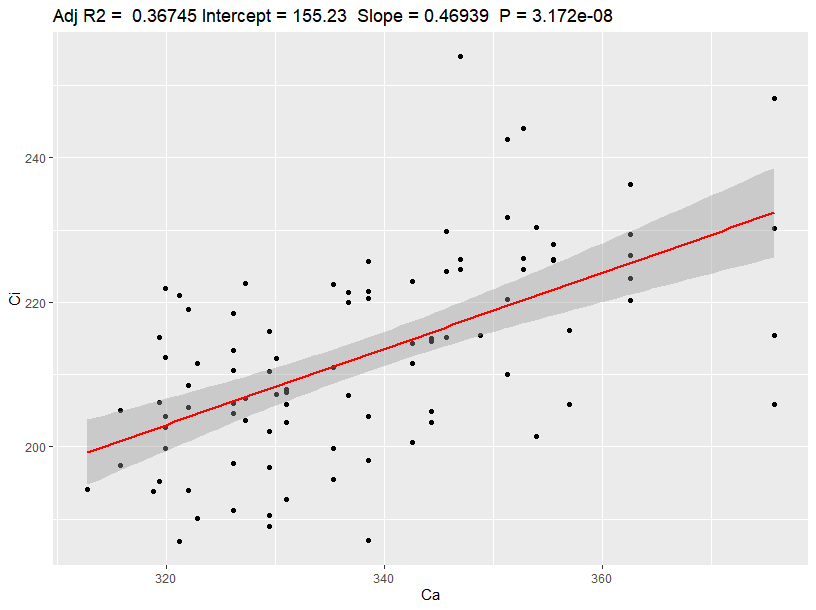 Adj R2 =  0.36745 Intercept = 155.23  Slope = 0.46939  P = 3.172e-08
240
220
200
Ci
320
340
360
Ca